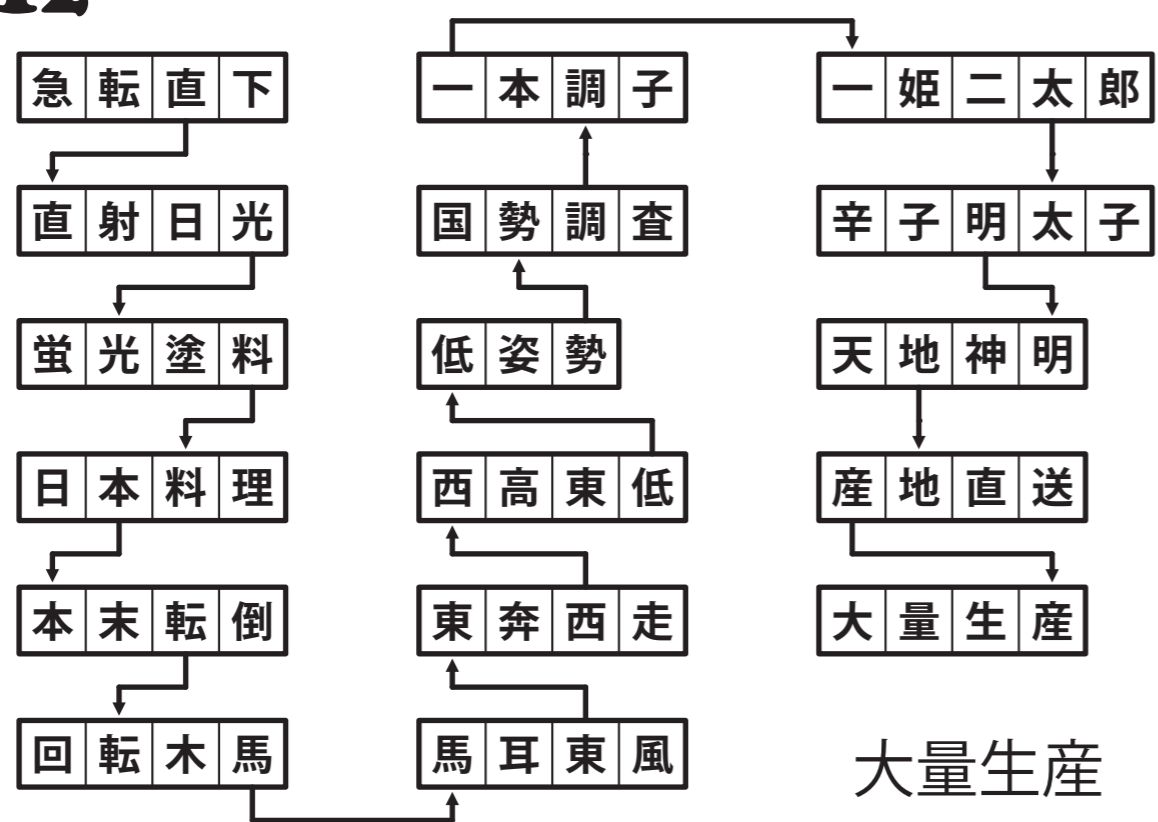 急転直下
直射日光
蛍光塗料
日本料理
本末転倒
回転木馬
馬耳東風
東奔西走
西高東低
低姿勢
国勢調査
一本調子
一姫二太郎
辛子明太子
天地神明
産地直送
大量生産
大量生産